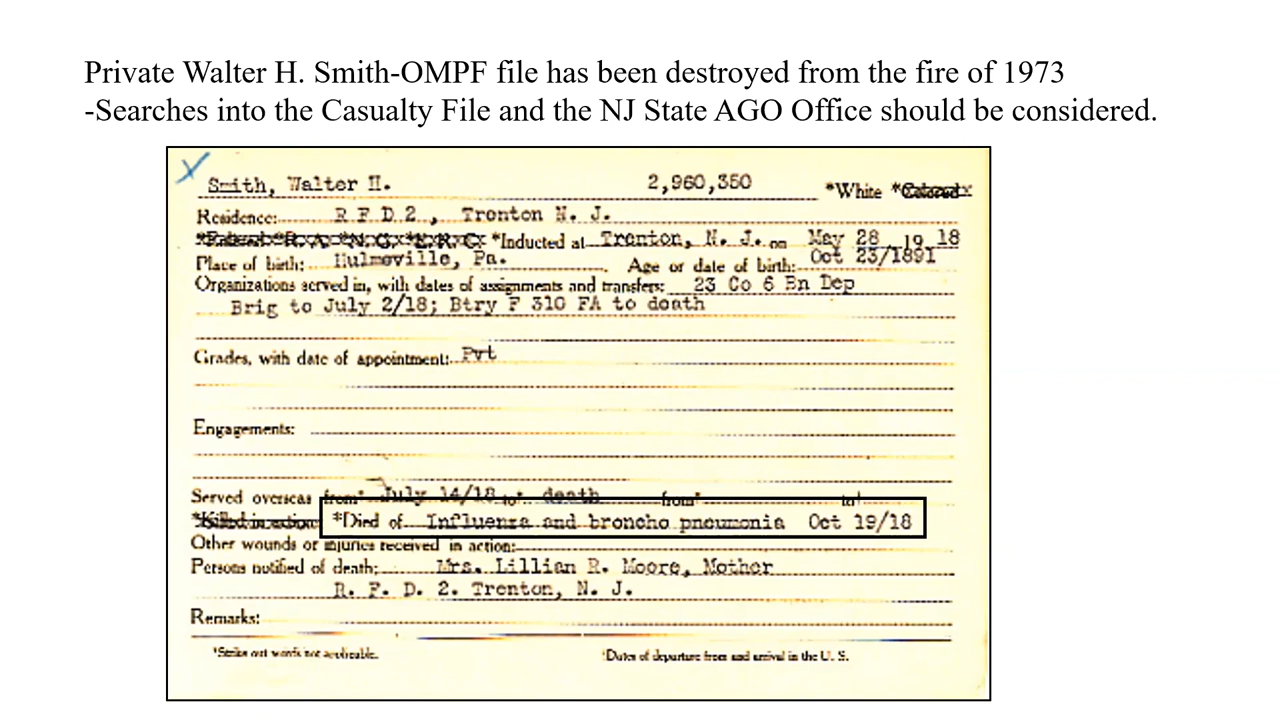 Private Walter H. Smith-OMPF file has been destroyed from the fire of 1973
-Searches into the Casualty File and the NJ State AGO Office should be considered.
Smith, Walter H. 2,960,350 *White *Colored
Residence: R F D 2, Trenton N. J.
*Inducted at Trenton, N. J. on May 28, 19 18
Place of birth: Hulmeville, Pa. Age or date of birth: Oct 23/1891
Organizations served in, with dates of assignments and transfers: 23 Co 6 Bn Dep
Brig to July 2/18; Btry F 310 FA to death
Grades, with date of appointment: Pvt
Engagements:
Served overseas from† July 14/18 to† death from† to†
*Killed in action *Died of Influenza and broncho pneumonia Oct 19/18
Other wounds or injuries received in action:
Persons notified of death: Mrs. Lillian R. Moore, Mother
R. F. D. 2. Trenton, N. J.
Remarks:
*Strike out words not applicable. †Dates of departure from and arrival in the U. S.